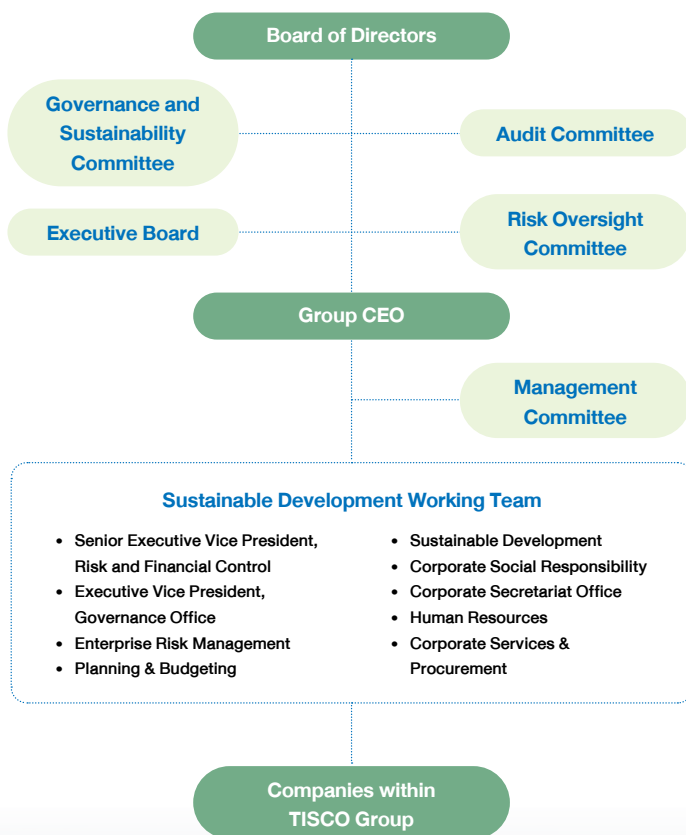 Board of Directors
Governance and
Sustainability
Committee
Audit Committee
Executive Board
Risk Oversight
Committee
Group CEO
Management
Committee
Sustainable Development Working Team
• Senior Executive Vice President,
Risk and Financial Control
• Executive Vice President,
Governance Office
• Enterprise Risk Management
• Planning & Budgeting
• Sustainable Development
• Corporate Social Responsibility
• Corporate Secretariat Office
• Human Resources
• Corporate Services &
Procurement
Companies within
TISCO Group